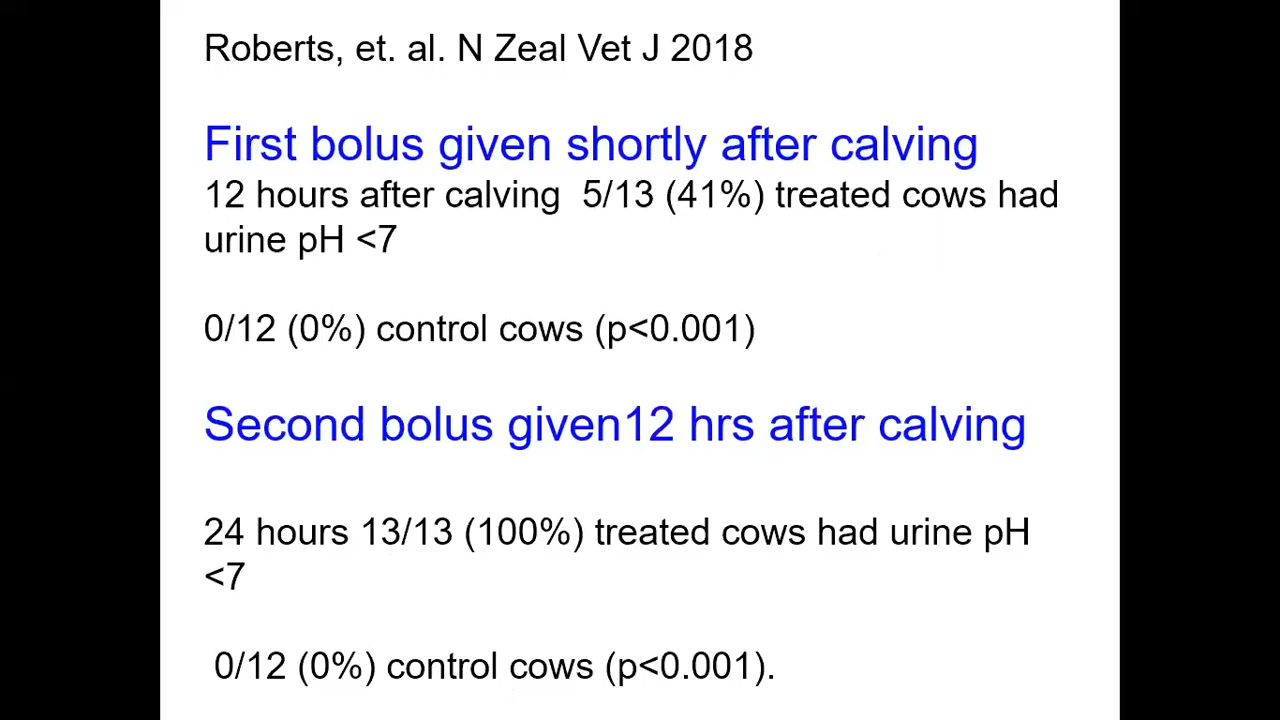 Roberts, et. al. N Zeal Vet J 2018
First bolus given shortly after calving
12 hours after calving  5/13 (41%) treated cows had
urine pH <7
0/12 (0%) control cows (p<0.001)
Second bolus given12 hrs after calving
24 hours 13/13 (100%) treated cows had urine pH
<7
0/12 (0%) control cows (p<0.001).